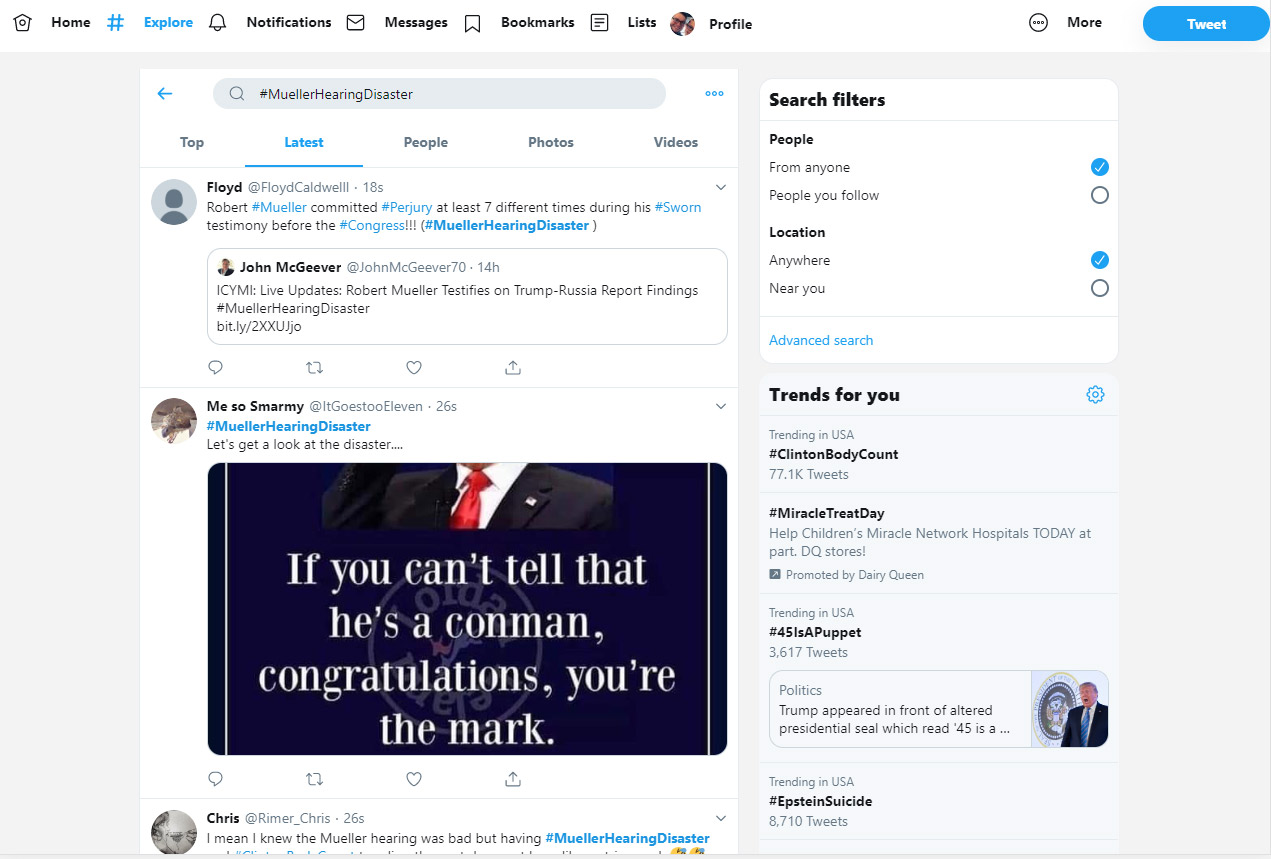 Home
Explore
Notifications
Messages
Bookmarks
Lists
Profile
More
Tweet
#MuellerHearingDisaster
Top
Latest
People
Photos
Videos
Floyd @FloydCaldwelll · 18s
Robert #Mueller committed #Perjury at least 7 different times during his #Sworn
testimony before the #Congress!!! (#MuellerHearingDisaster )
John McGeever @JohnMcGeever70 · 14h
ICYMI: Live Updates: Robert Mueller Testifies on Trump-Russia Report Findings
#MuellerHearingDisaster
bit.ly/2XXUJjo
Me so Smarmy @ItGoestooEleven · 26s
#MuellerHearingDisaster
Let's get a look at the disaster....
If you can't tell that
he's a conman,
congratulations, you're
the mark.
Chris @Rimer_Chris · 26s
I mean I knew the Mueller hearing was bad but having #MuellerHearingDisaster
Search filters
People
From anyone
People you follow
Location
Anywhere
Near you
Advanced search
Trends for you
Trending in USA
#ClintonBodyCount
77.1K Tweets
#MiracleTreatDay
Help Children's Miracle Network Hospitals TODAY at
part. DQ stores!
Promoted by Dairy Queen
Trending in USA
#45IsAPuppet
3,617 Tweets
Politics
Trump appeared in front of altered
presidential seal which read '45 is a ...
Trending in USA
#EpsteinSuicide
8,710 Tweets